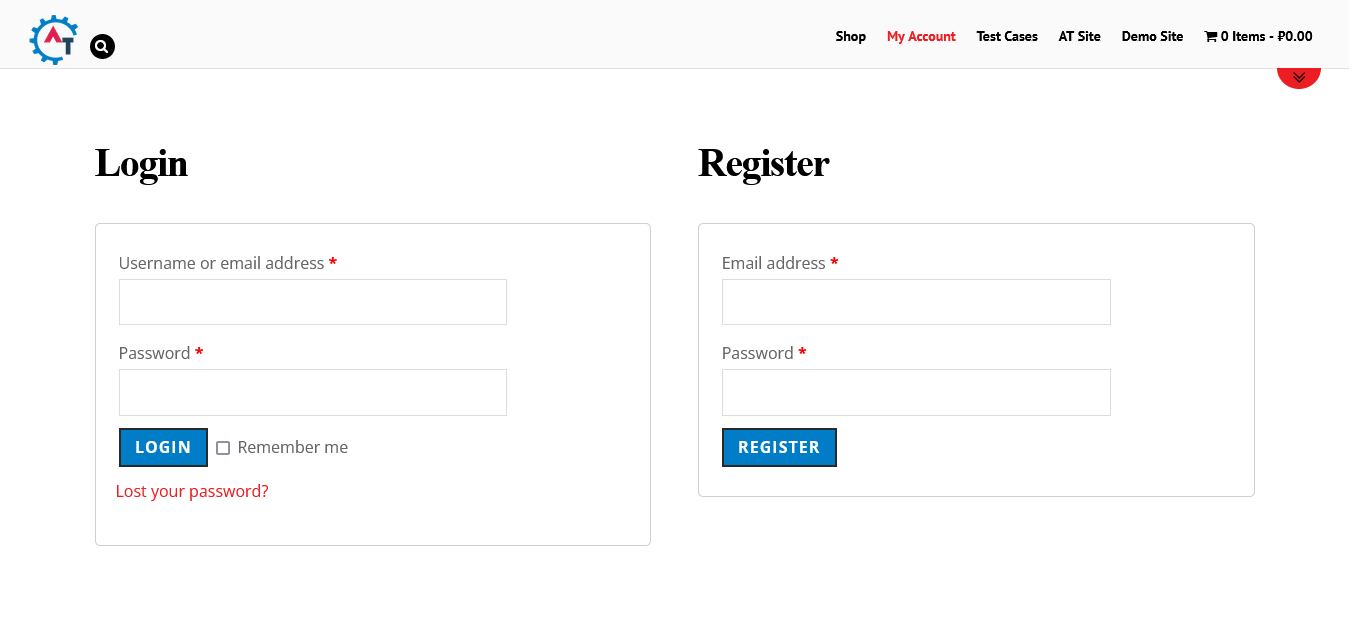 AT
Shop My Account Test Cases AT Site Demo Site 0 Items - ₽0.00
Login
Username or email address *
Password *
LOGIN Remember me
Lost your password?
Register
Email address *
Password *
REGISTER